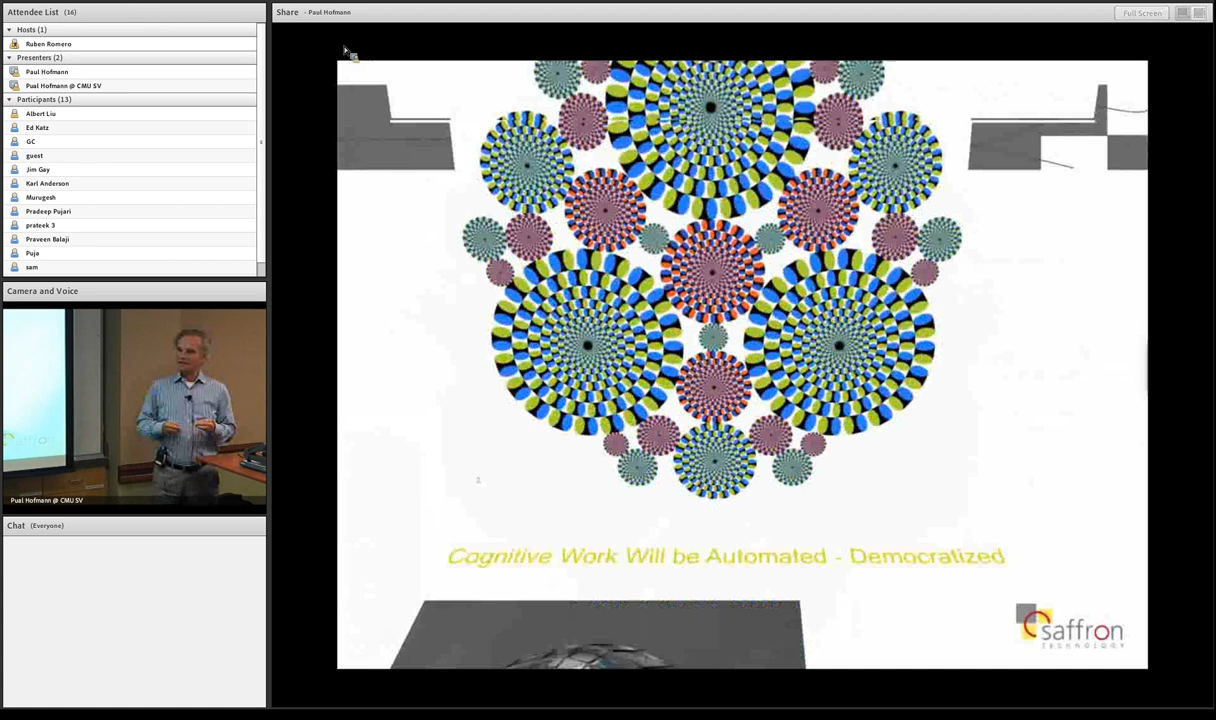 Attendee List (16)
Hosts (1)
Ruben Romero
Presenters (2)
Paul Hofmann
Pual Hofmann @ CMU SV
Participants (13)
Albert Liu
Ed Katz
GC
guest
Jim Gay
Karl Anderson
Murugesh
Pradeep Pujari
prateek 3
Praveen Balaji
Puja
sam
Camera and Voice
Pual Hofmann @ CMU SV
Chat (Everyone)
Share - Paul Hofmann
Full Screen
2
Cognitive Work Will be Automated - Democratized
saffron
TECHNOLOGY